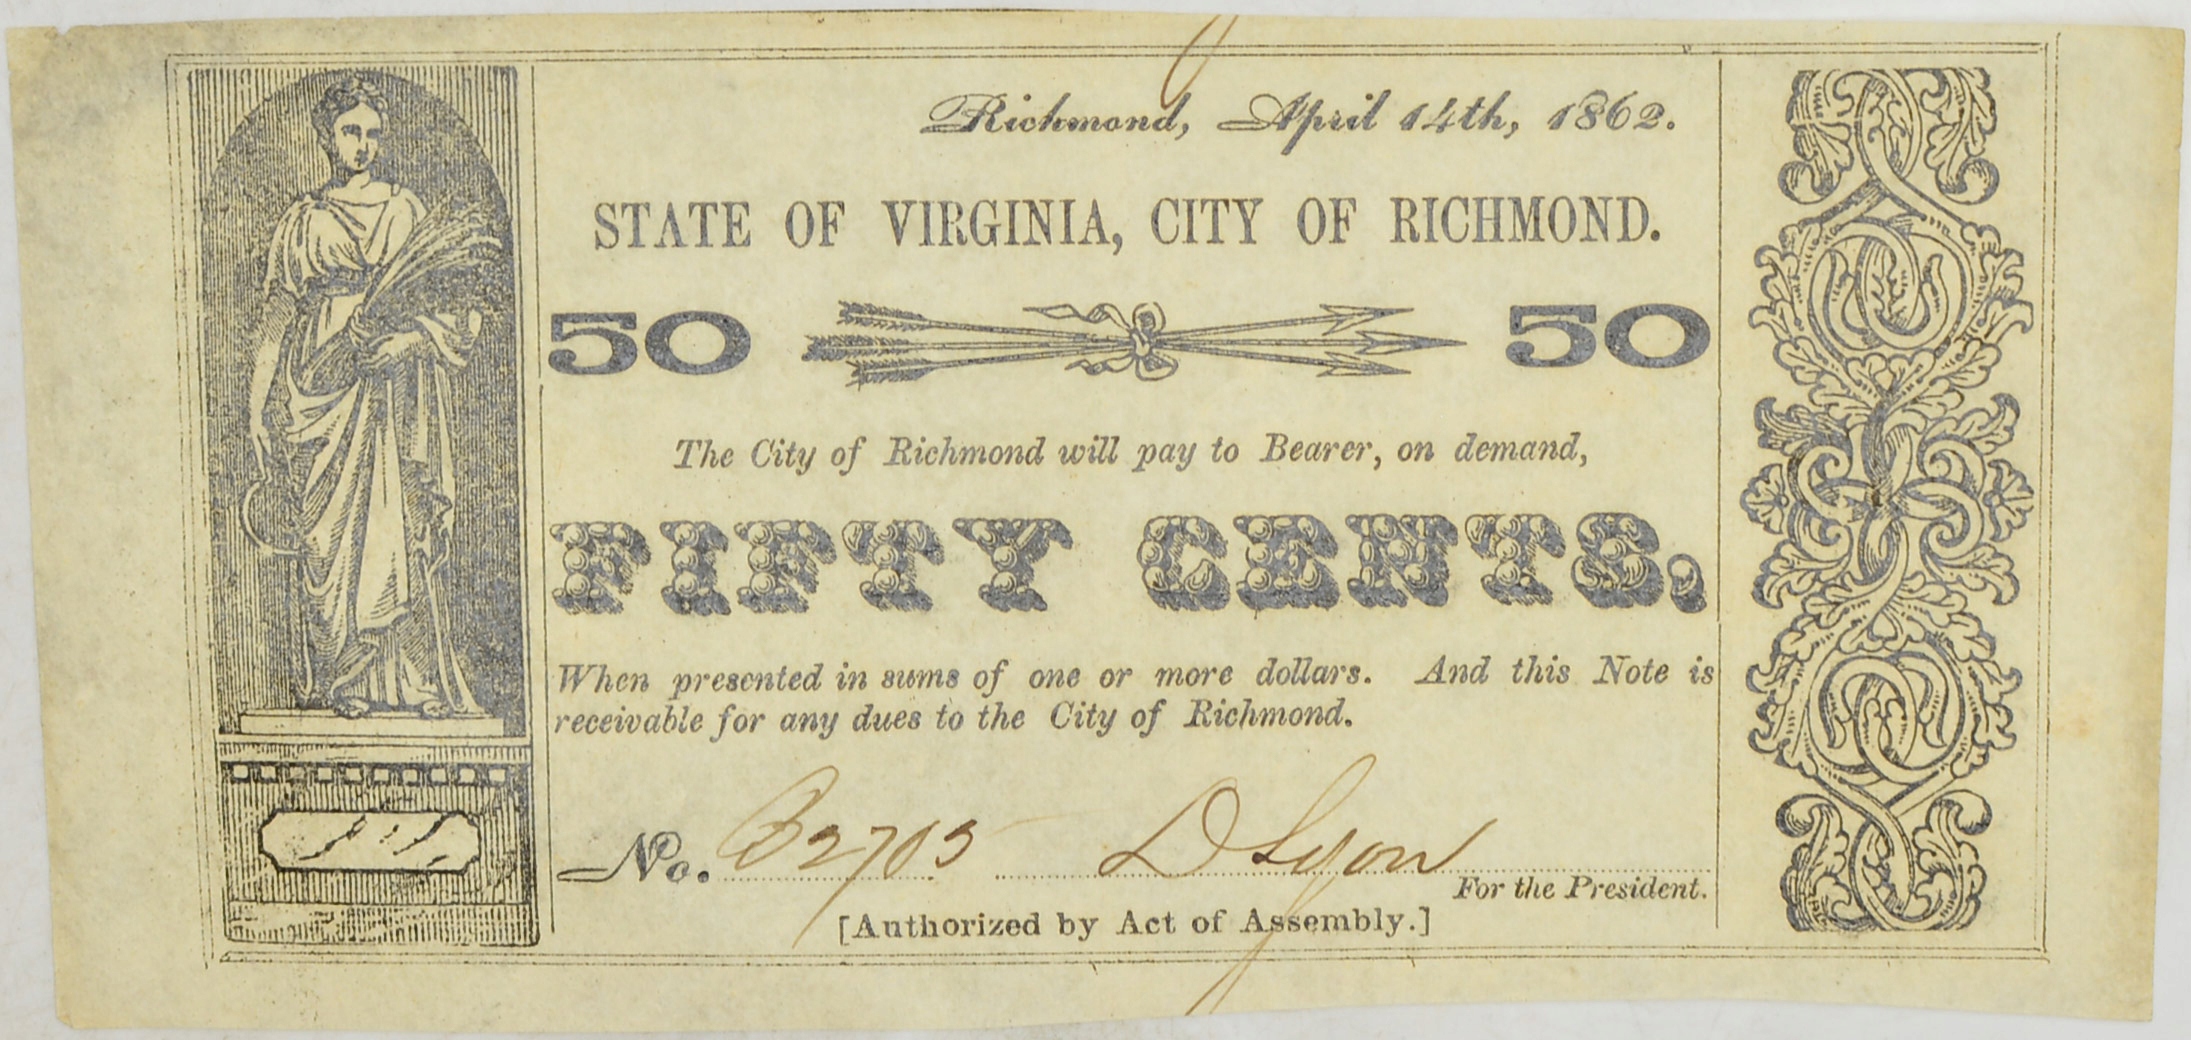 Richmond, April 14th, 1862.
STATE OF VIRGINIA, CITY OF RICHMOND.
50 50
The City of Richmond will pay to Bearer, on demand,
FIFTY CENTS,
When presented in sums of one or more dollars. And this Note is
receivable for any dues to the City of Richmond.
No. B2703 D Lyon
For the President.
[Authorized by Act of Assembly.]